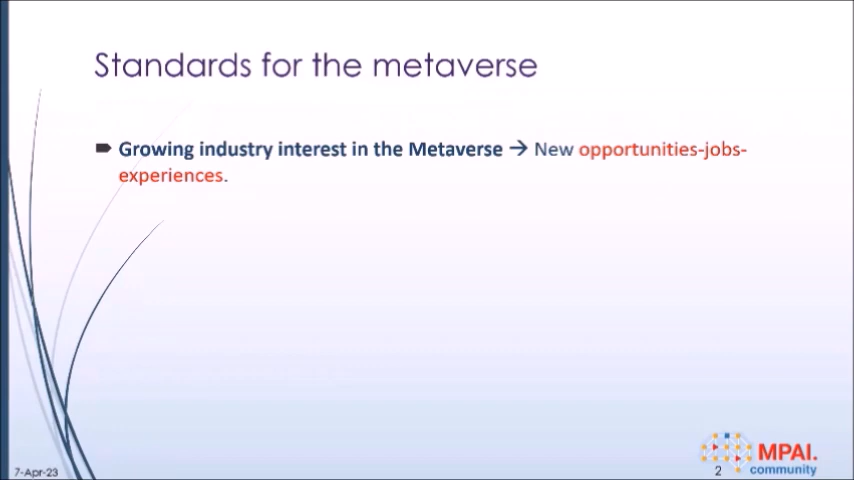 Standards for the metaverse
Growing industry interest in the Metaverse → New opportunities-jobs-
experiences.
7-Apr-23
2
MPAI.
community